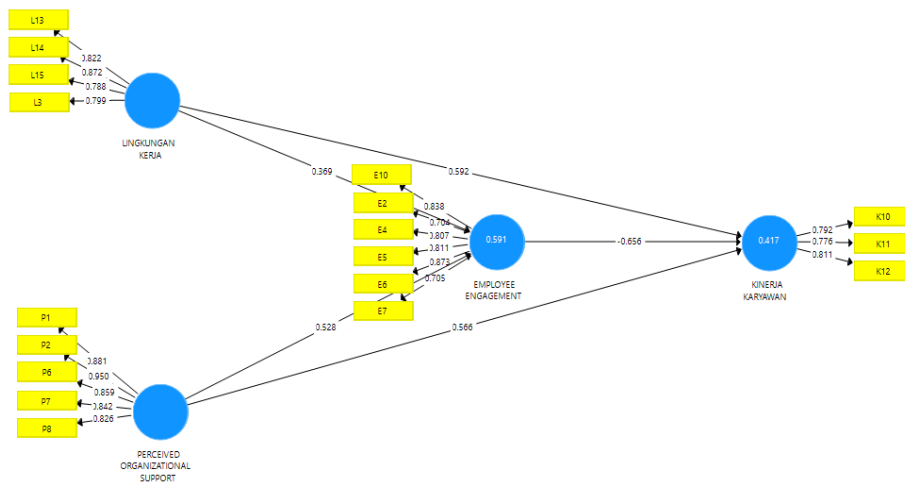 L13
L14
L15
L3
0.822
0.872
0.788
0.799
LINGKUNGAN
KERJA
0.369
0.592
E10
E2
E4
E5
E6
E7
0.838
0.704
0.807
0.811
0.873
0.705
0.591
EMPLOYEE
ENGAGEMENT
-0.656
0.417
KINERJA
KARYAWAN
0.792
0.776
0.811
K10
K11
K12
0.528
0.566
P1
P2
P6
P7
P8
0.881
0.950
0.859
0.842
0.826
PERCEIVED
ORGANIZATIONAL
SUPPORT